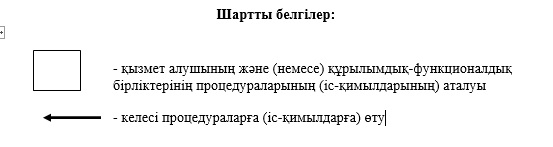 Шартты белгілер:
- қызмет алушының және (немесе) құрылымдық-функционалдық
бірліктерінің процедураларының (іс-қимылдарының) аталуы
- келесі процедураларға (іс-қимылдарға) өту